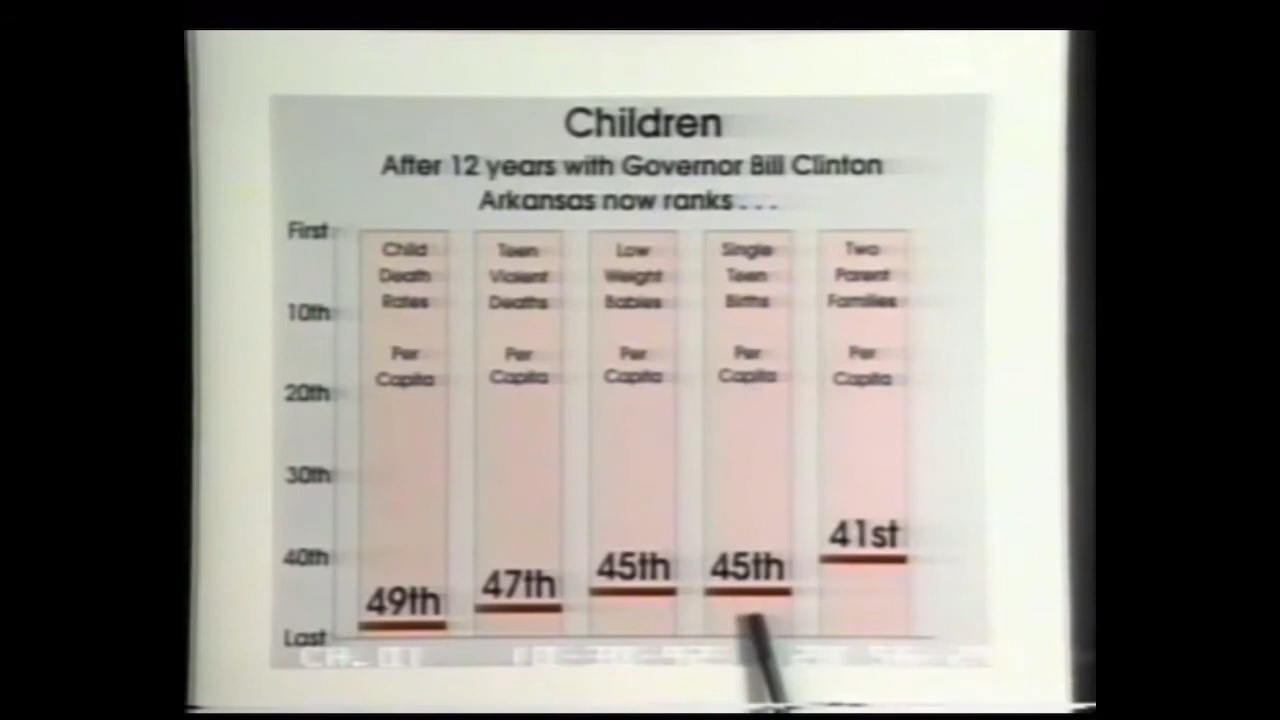 Children
After 12 years with Governor Bill Clinton
Arkansas now ranks . . .
First
10th
20th
30th
40th
Last
Child
Death
Rates
Per
Capita
49th
Teen
Violent
Deaths
Per
Capita
47th
Low
Weight
Babies
Per
Capita
45th
Single
Teen
Births
Per
Capita
45th
Two
Parent
Families
Per
Capita
41st